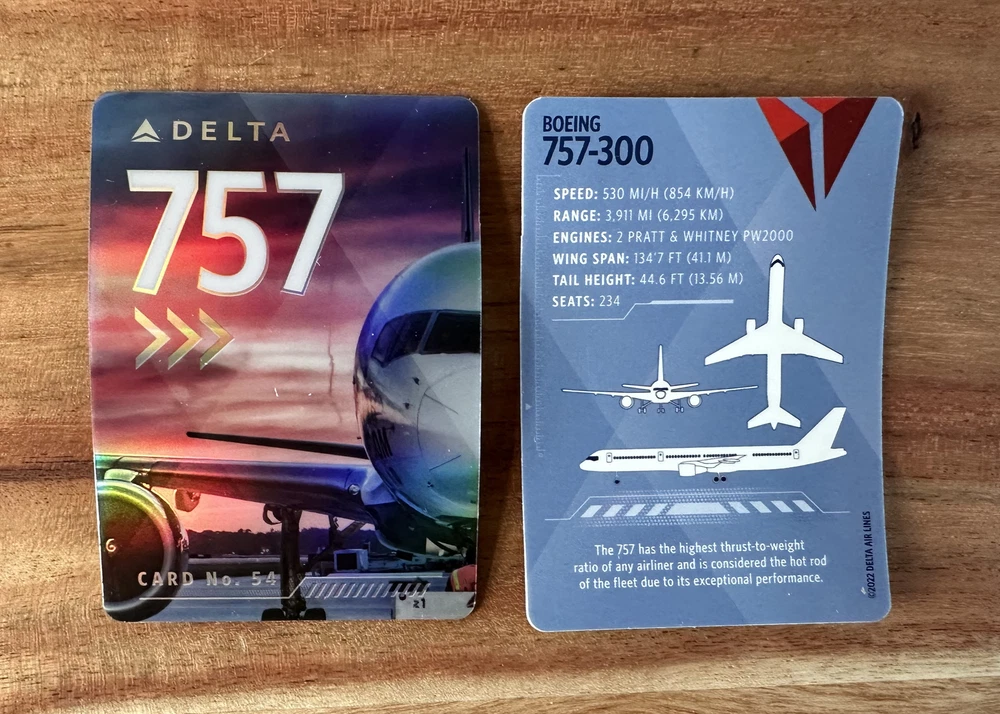 DELTA
757
CARD No. 54
BOEING
757-300
SPEED: 530 MI/H (854 KM/H)
RANGE: 3,911 MI (6,295 KM)
ENGINES: 2 PRATT & WHITNEY PW2000
WING SPAN: 134'7 FT (41.1 M)
TAIL HEIGHT: 44.6 FT (13.56 M)
SEATS: 234
The 757 has the highest thrust-to-weight
ratio of any airliner and is considered the hot rod
of the fleet due to its exceptional performance.
©2022 DELTA AIR LINES